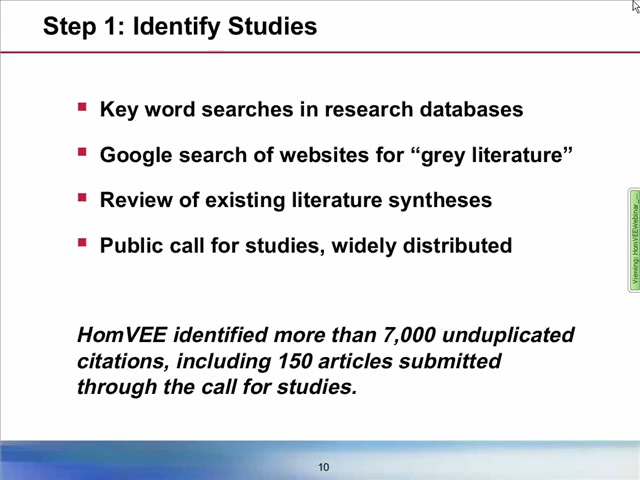 Step 1: Identify Studies
Key word searches in research databases
Google search of websites for “grey literature”
Review of existing literature syntheses
Public call for studies, widely distributed
HomVEE identified more than 7,000 unduplicated
citations, including 150 articles submitted
through the call for studies.
10
Viewing: HomVEEWebinar_...